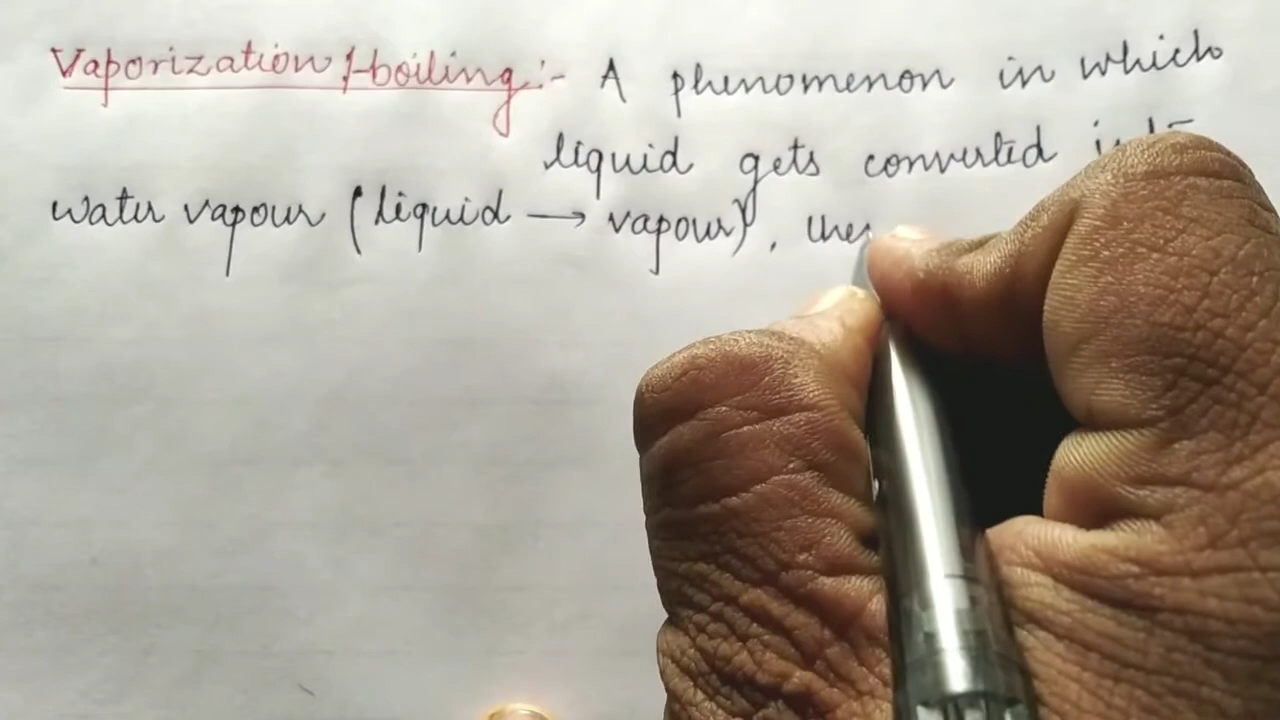 Vaporization /boiling :- A phenomenon in which
liquid gets converted
water vapour (liquid → vapour),